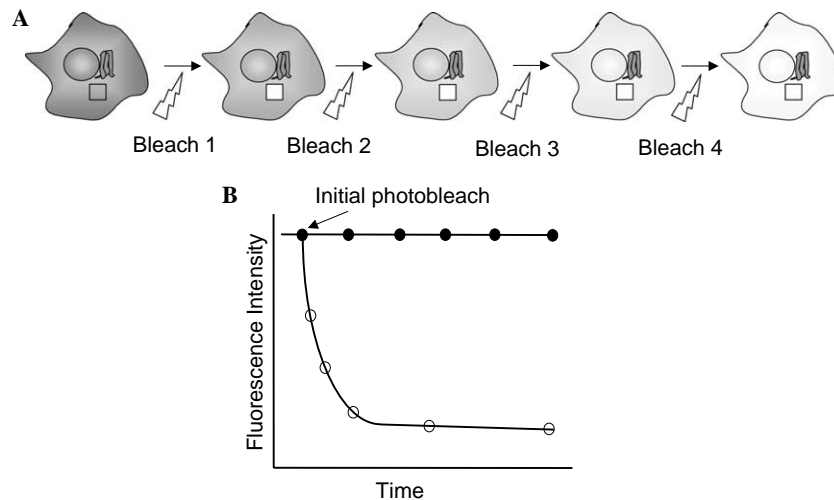 A
Bleach 1
Bleach 2
Bleach 3
Bleach 4
B
Initial photobleach
Fluorescence Intensity
Time